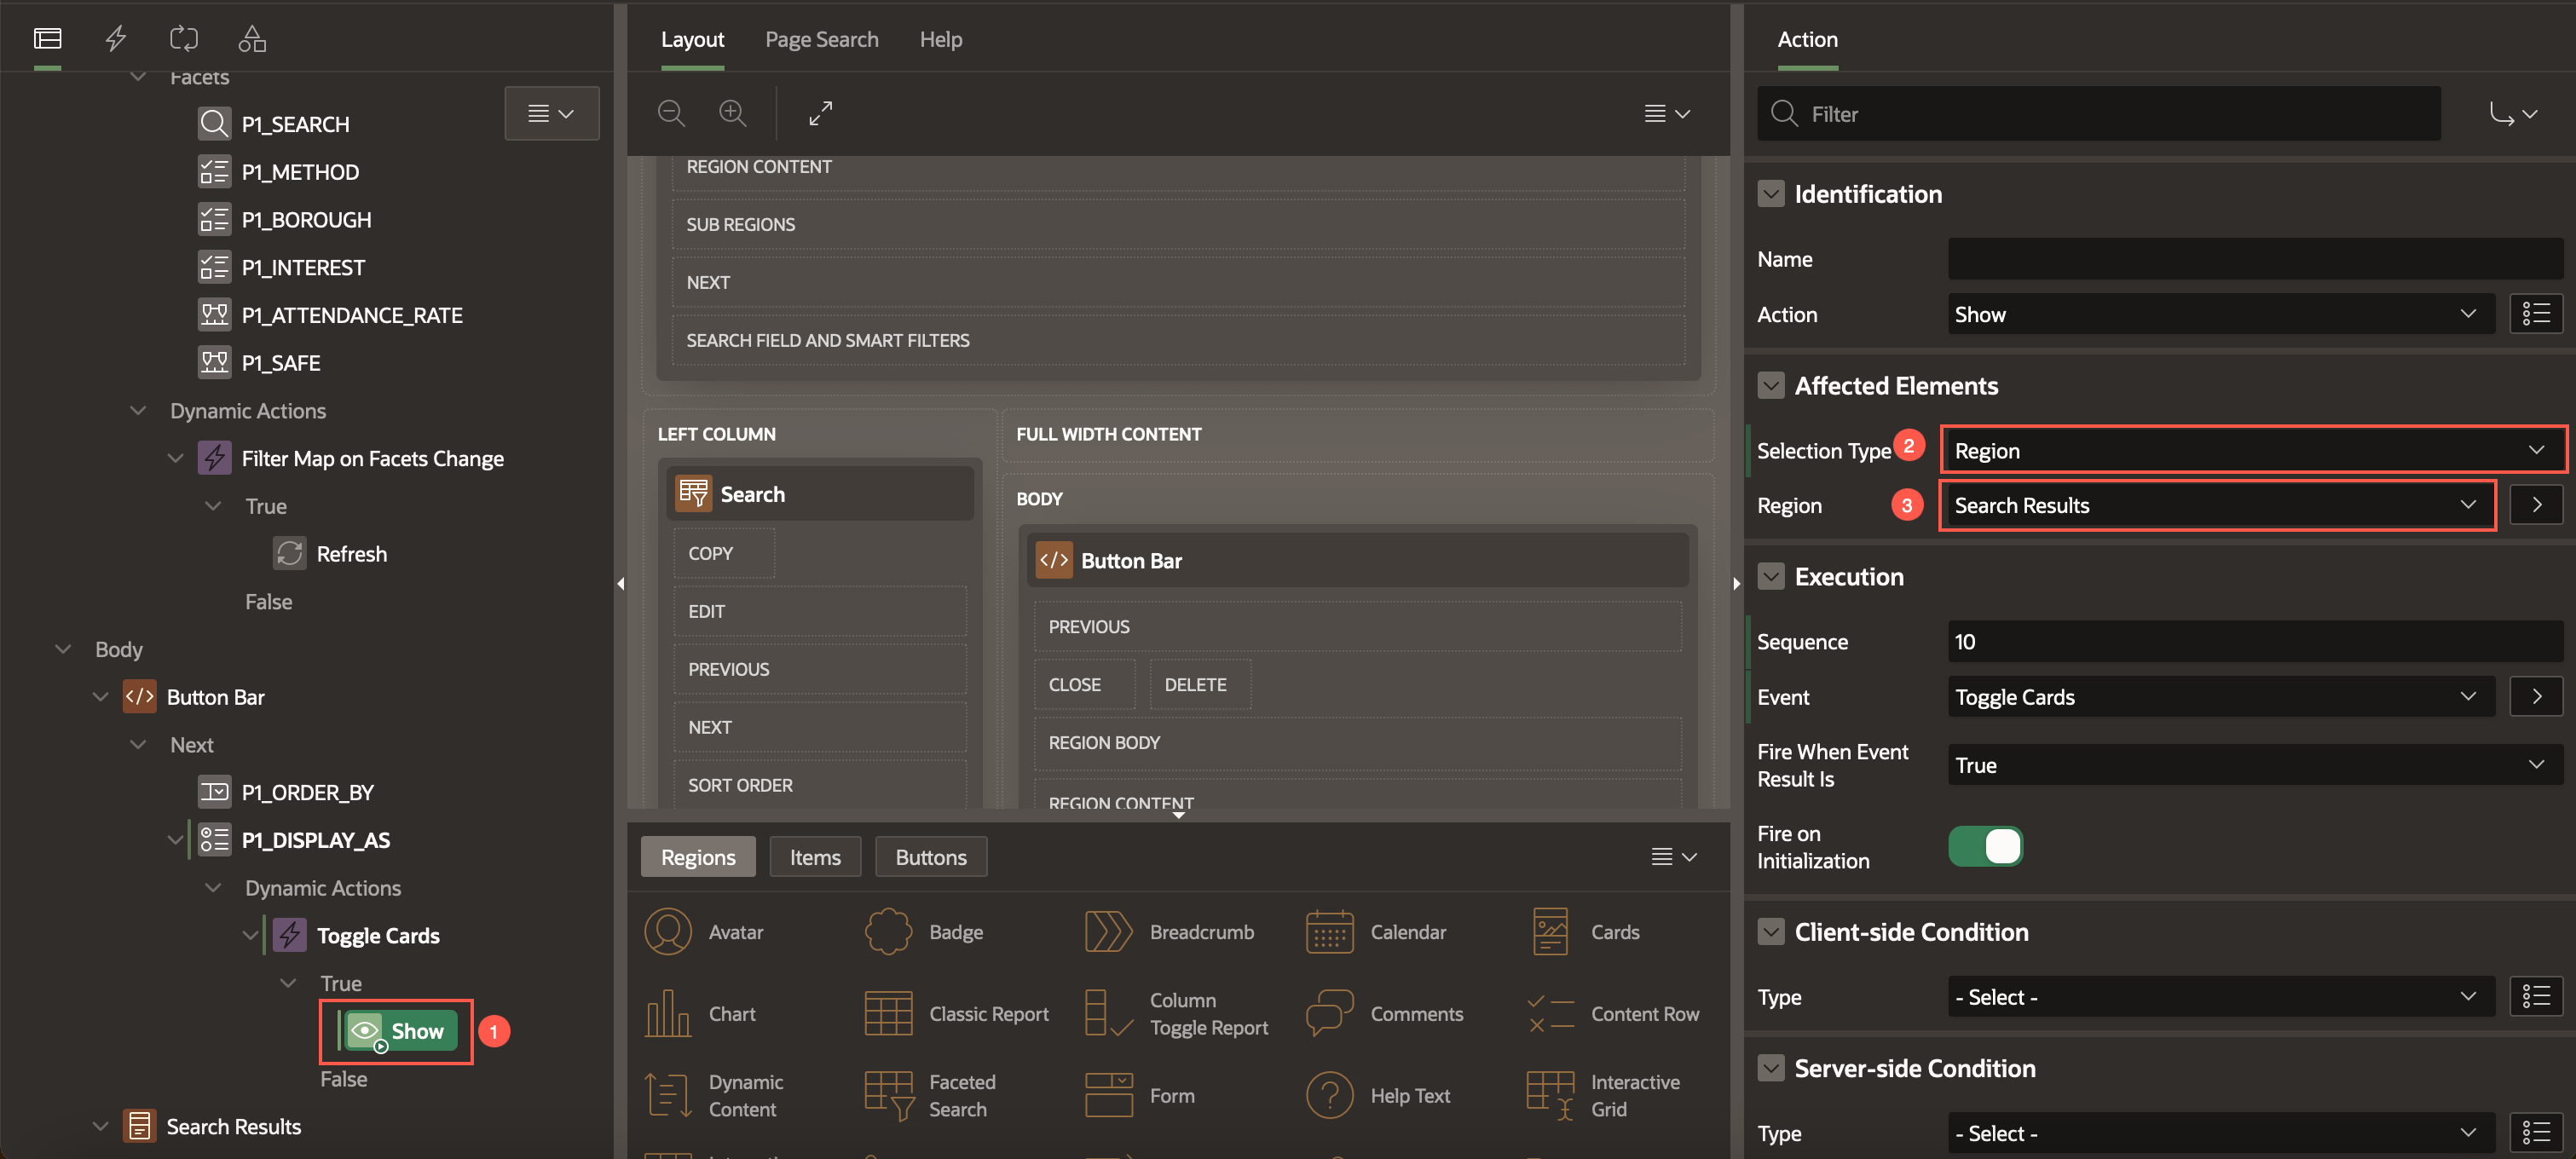 Facets
P1_SEARCH
P1_METHOD
P1_BOROUGH
P1_INTEREST
P1_ATTENDANCE_RATE
P1_SAFE
Dynamic Actions
Filter Map on Facets Change
True
Refresh
False
Body
Button Bar
Next
P1_ORDER_BY
P1_DISPLAY_AS
Dynamic Actions
Toggle Cards
True
Show 1
False
Search Results
Layout Page Search Help
REGION CONTENT
SUB REGIONS
NEXT
SEARCH FIELD AND SMART FILTERS
LEFT COLUMN
Search
COPY
EDIT
PREVIOUS
NEXT
SORT ORDER
FULL WIDTH CONTENT
BODY
Button Bar
PREVIOUS
CLOSE DELETE
REGION BODY
REGION CONTENT
Regions Items Buttons
Avatar
Badge
Breadcrumb
Calendar
Cards
Chart
Classic Report
Column
Toggle Report
Comments
Content Row
Dynamic
Content
Faceted
Search
Form
Help Text
Interactive
Grid
Action
Filter
Identification
Name
Action Show
Affected Elements
Selection Type 2 Region
Region 3 Search Results
Execution
Sequence 10
Event Toggle Cards
Fire When Event
Result Is
True
Fire on
Initialization
Client-side Condition
Type - Select -
Server-side Condition
Type - Select -